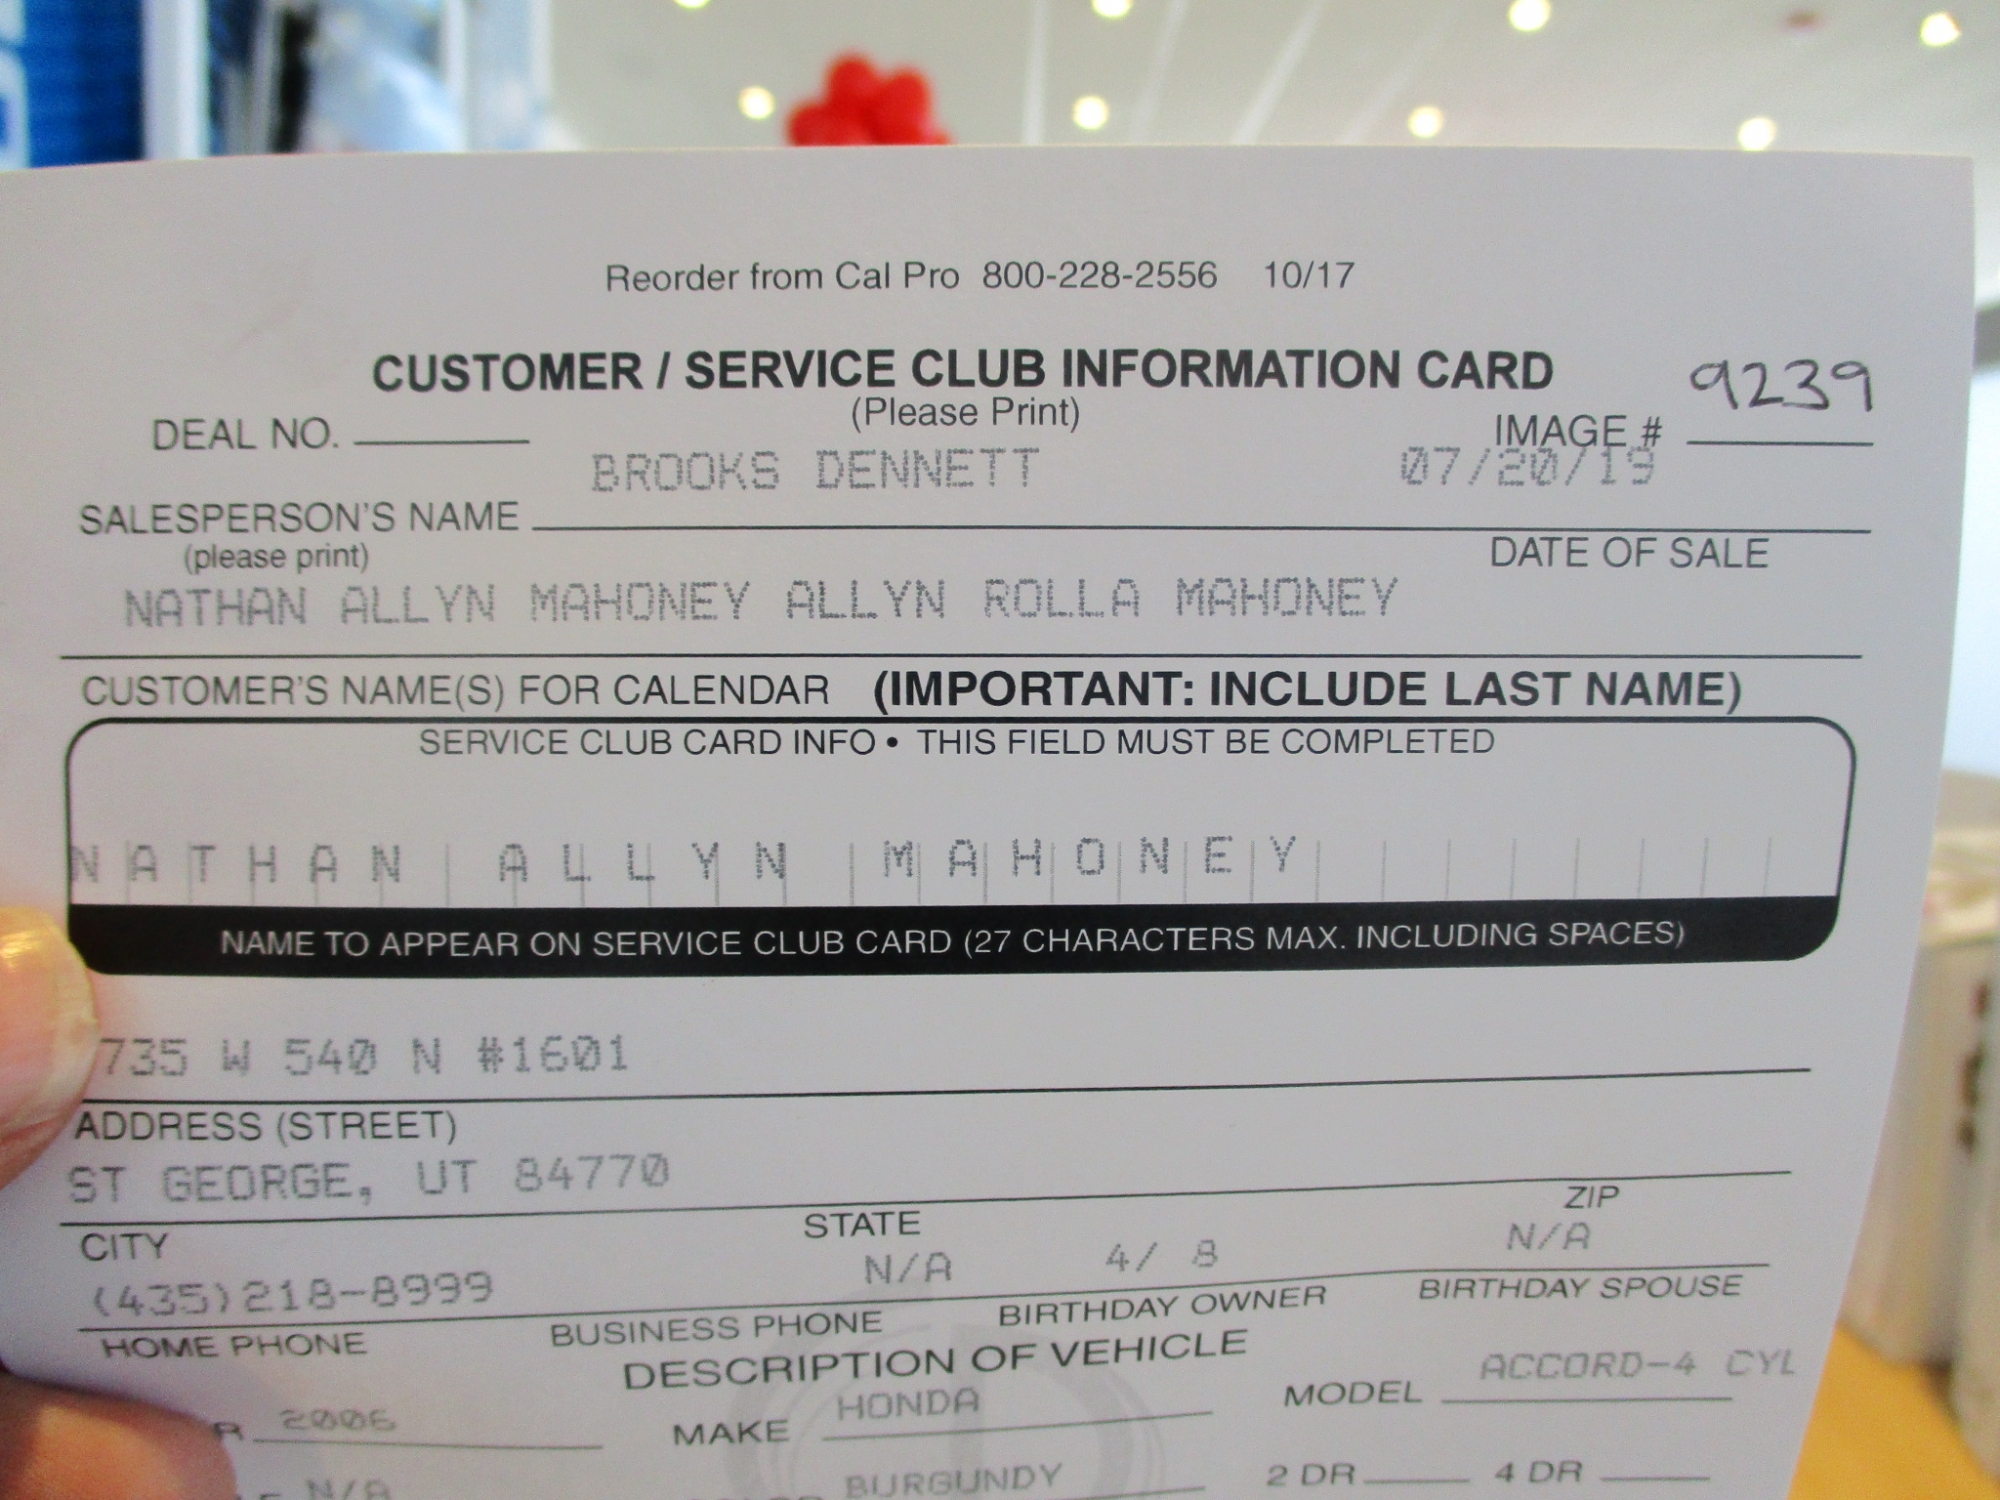 Reorder from Cal Pro 800-228-2556 10/17
CUSTOMER / SERVICE CLUB INFORMATION CARD 9239
(Please Print)
DEAL NO. IMAGE #
BROOKS DENNETT 07/20/19
SALESPERSON'S NAME
(please print) DATE OF SALE
NATHAN ALLYN MAHONEY ALLYN ROLLA MAHONEY
CUSTOMER'S NAME(S) FOR CALENDAR (IMPORTANT: INCLUDE LAST NAME)
SERVICE CLUB CARD INFO • THIS FIELD MUST BE COMPLETED
NATHAN ALLYN MAHONEY
NAME TO APPEAR ON SERVICE CLUB CARD (27 CHARACTERS MAX. INCLUDING SPACES)
735 W 540 N #1601
ADDRESS (STREET)
ST GEORGE, UT 84770
CITY STATE ZIP
(435)218-8999 N/A 4/ 8 N/A
HOME PHONE BUSINESS PHONE BIRTHDAY OWNER BIRTHDAY SPOUSE
DESCRIPTION OF VEHICLE
2006 MAKE HONDA MODEL ACCORD-4 CYL
N/A BURGUNDY 2 DR 4 DR